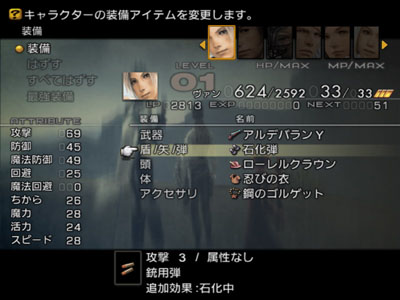 キャラクターの装備アイテムを変更します。
装備
装備
はずす
すべてはずす
最強装備
LEVEL
01
HP/MAX
MP/MAX
ヴァン
624/2592
033/33
LP 2813
EXP 0
NEXT 51
ATTRIBUTE
攻撃 69
防御 045
魔法防御 049
回避 025
魔法回避 000
ちから 26
魔力 28
活力 24
スピード 28
装備 名前
武器 アルデバランY
盾/矢/弾 石化弾
頭 ローレルクラウン
体 忍びの衣
アクセサリ 鋼のゴルゲット
攻撃 3 / 属性なし
銃用弾
追加効果:石化中